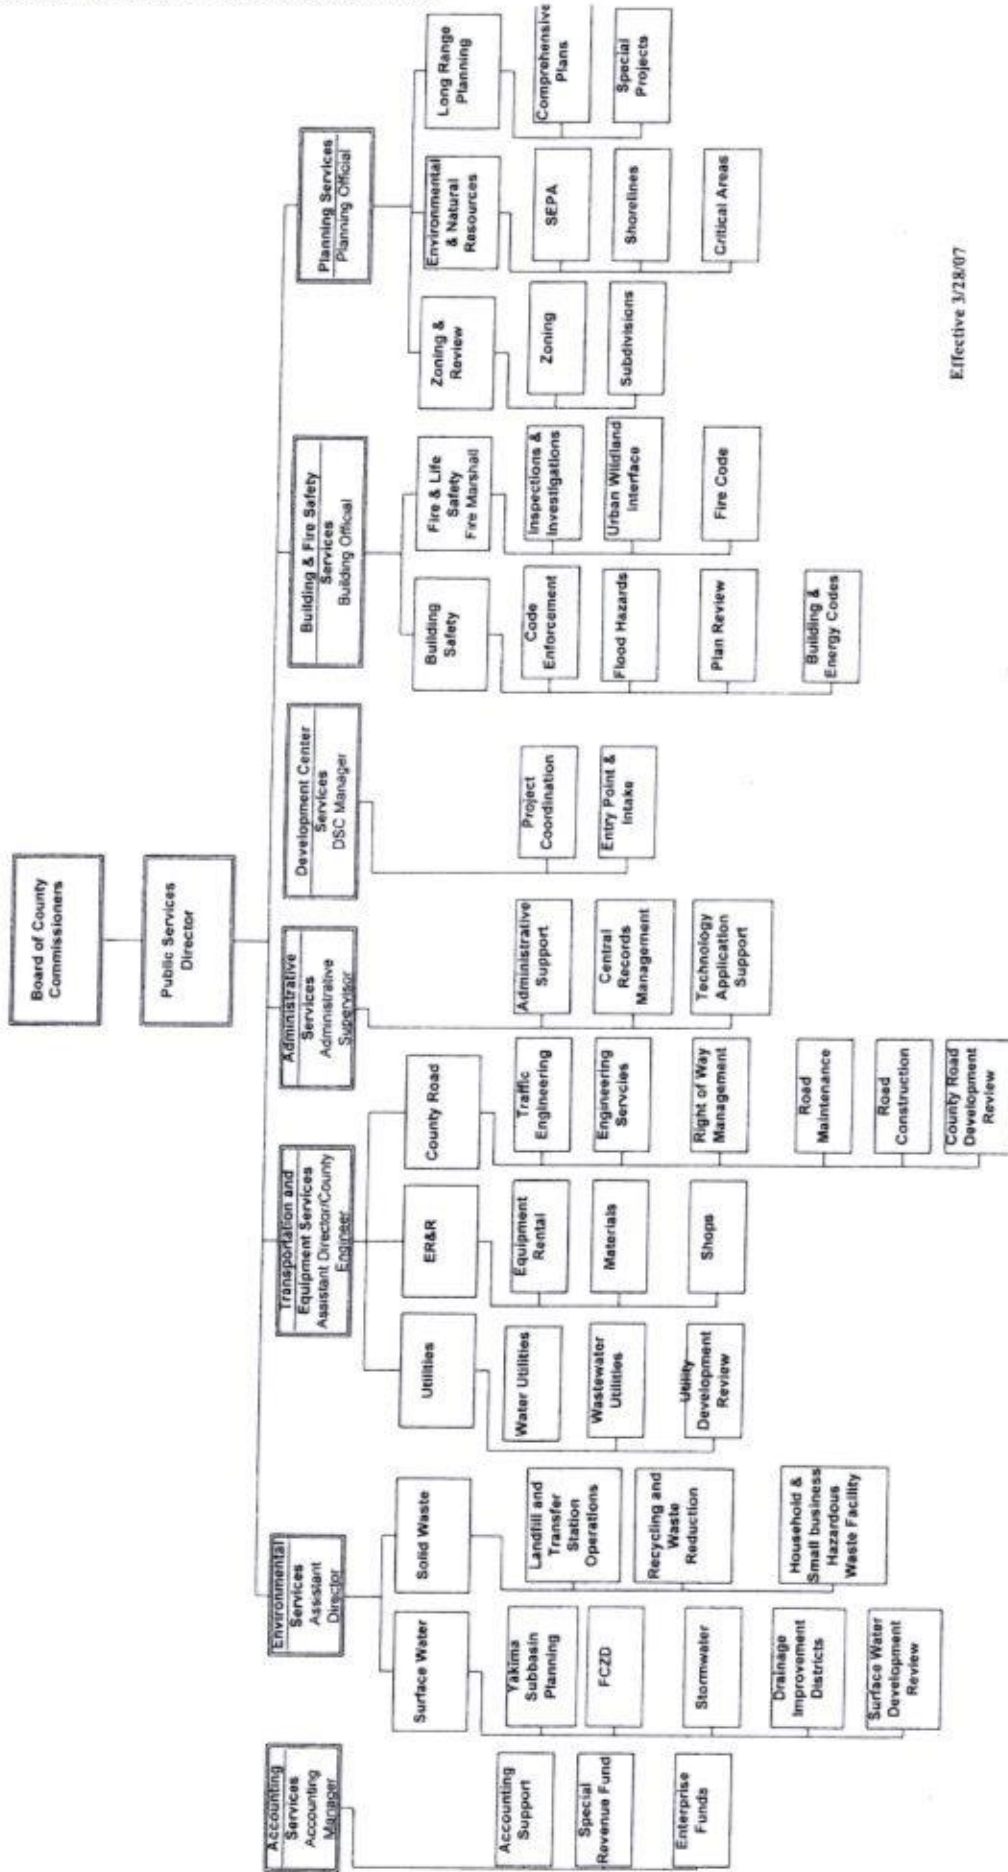 Board of County
Commissioners
Public Services
Director
Accounting
Services
Accounting
Manager
Accounting
Support
Special
Revenue Fund
Enterprise
Funds
Environmental
Services
Assistant
Director
Surface Water
Yakima
Subbasin
Planning
FCZD
Stormwater
Drainage
Improvement
Districts
Surface Water
Development
Review
Solid Waste
Landfill and
Transfer
Station
Operations
Recycling and
Waste
Reduction
Household &
Small business
Hazardous
Waste Facility
Transportation and
Equipment Services
Assistant Director/County
Engineer
Utilities
Water Utilities
Wastewater
Utilities
Utility
Development
Review
ER&R
Equipment
Rental
Materials
Shops
County Road
Traffic
Engineering
Engineering
Servcies
Right of Way
Management
Road
Maintenance
Road
Construction
County Road
Development
Review
Administrative
Services
Administrative
Supervisor
Administrative
Support
Central
Records
Management
Technology
Application
Support
Development Center
Services
DSC Manager
Project
Coordination
Entry Point &
Intake
Building & Fire Safety
Services
Building Official
Building
Safety
Code
Enforcement
Flood Hazards
Plan Review
Building &
Energy Codes
Fire & Life
Safety
Fire Marshall
Inspections &
Investigations
Urban Wildland
Interface
Fire Code
Planning Services
Planning Official
Zoning &
Review
Zoning
Subdivisions
Environmental
& Natural
Resources
SEPA
Shorelines
Critical Areas
Long Range
Planning
Comprehensive
Plans
Special
Projects
Effective 3/28/07